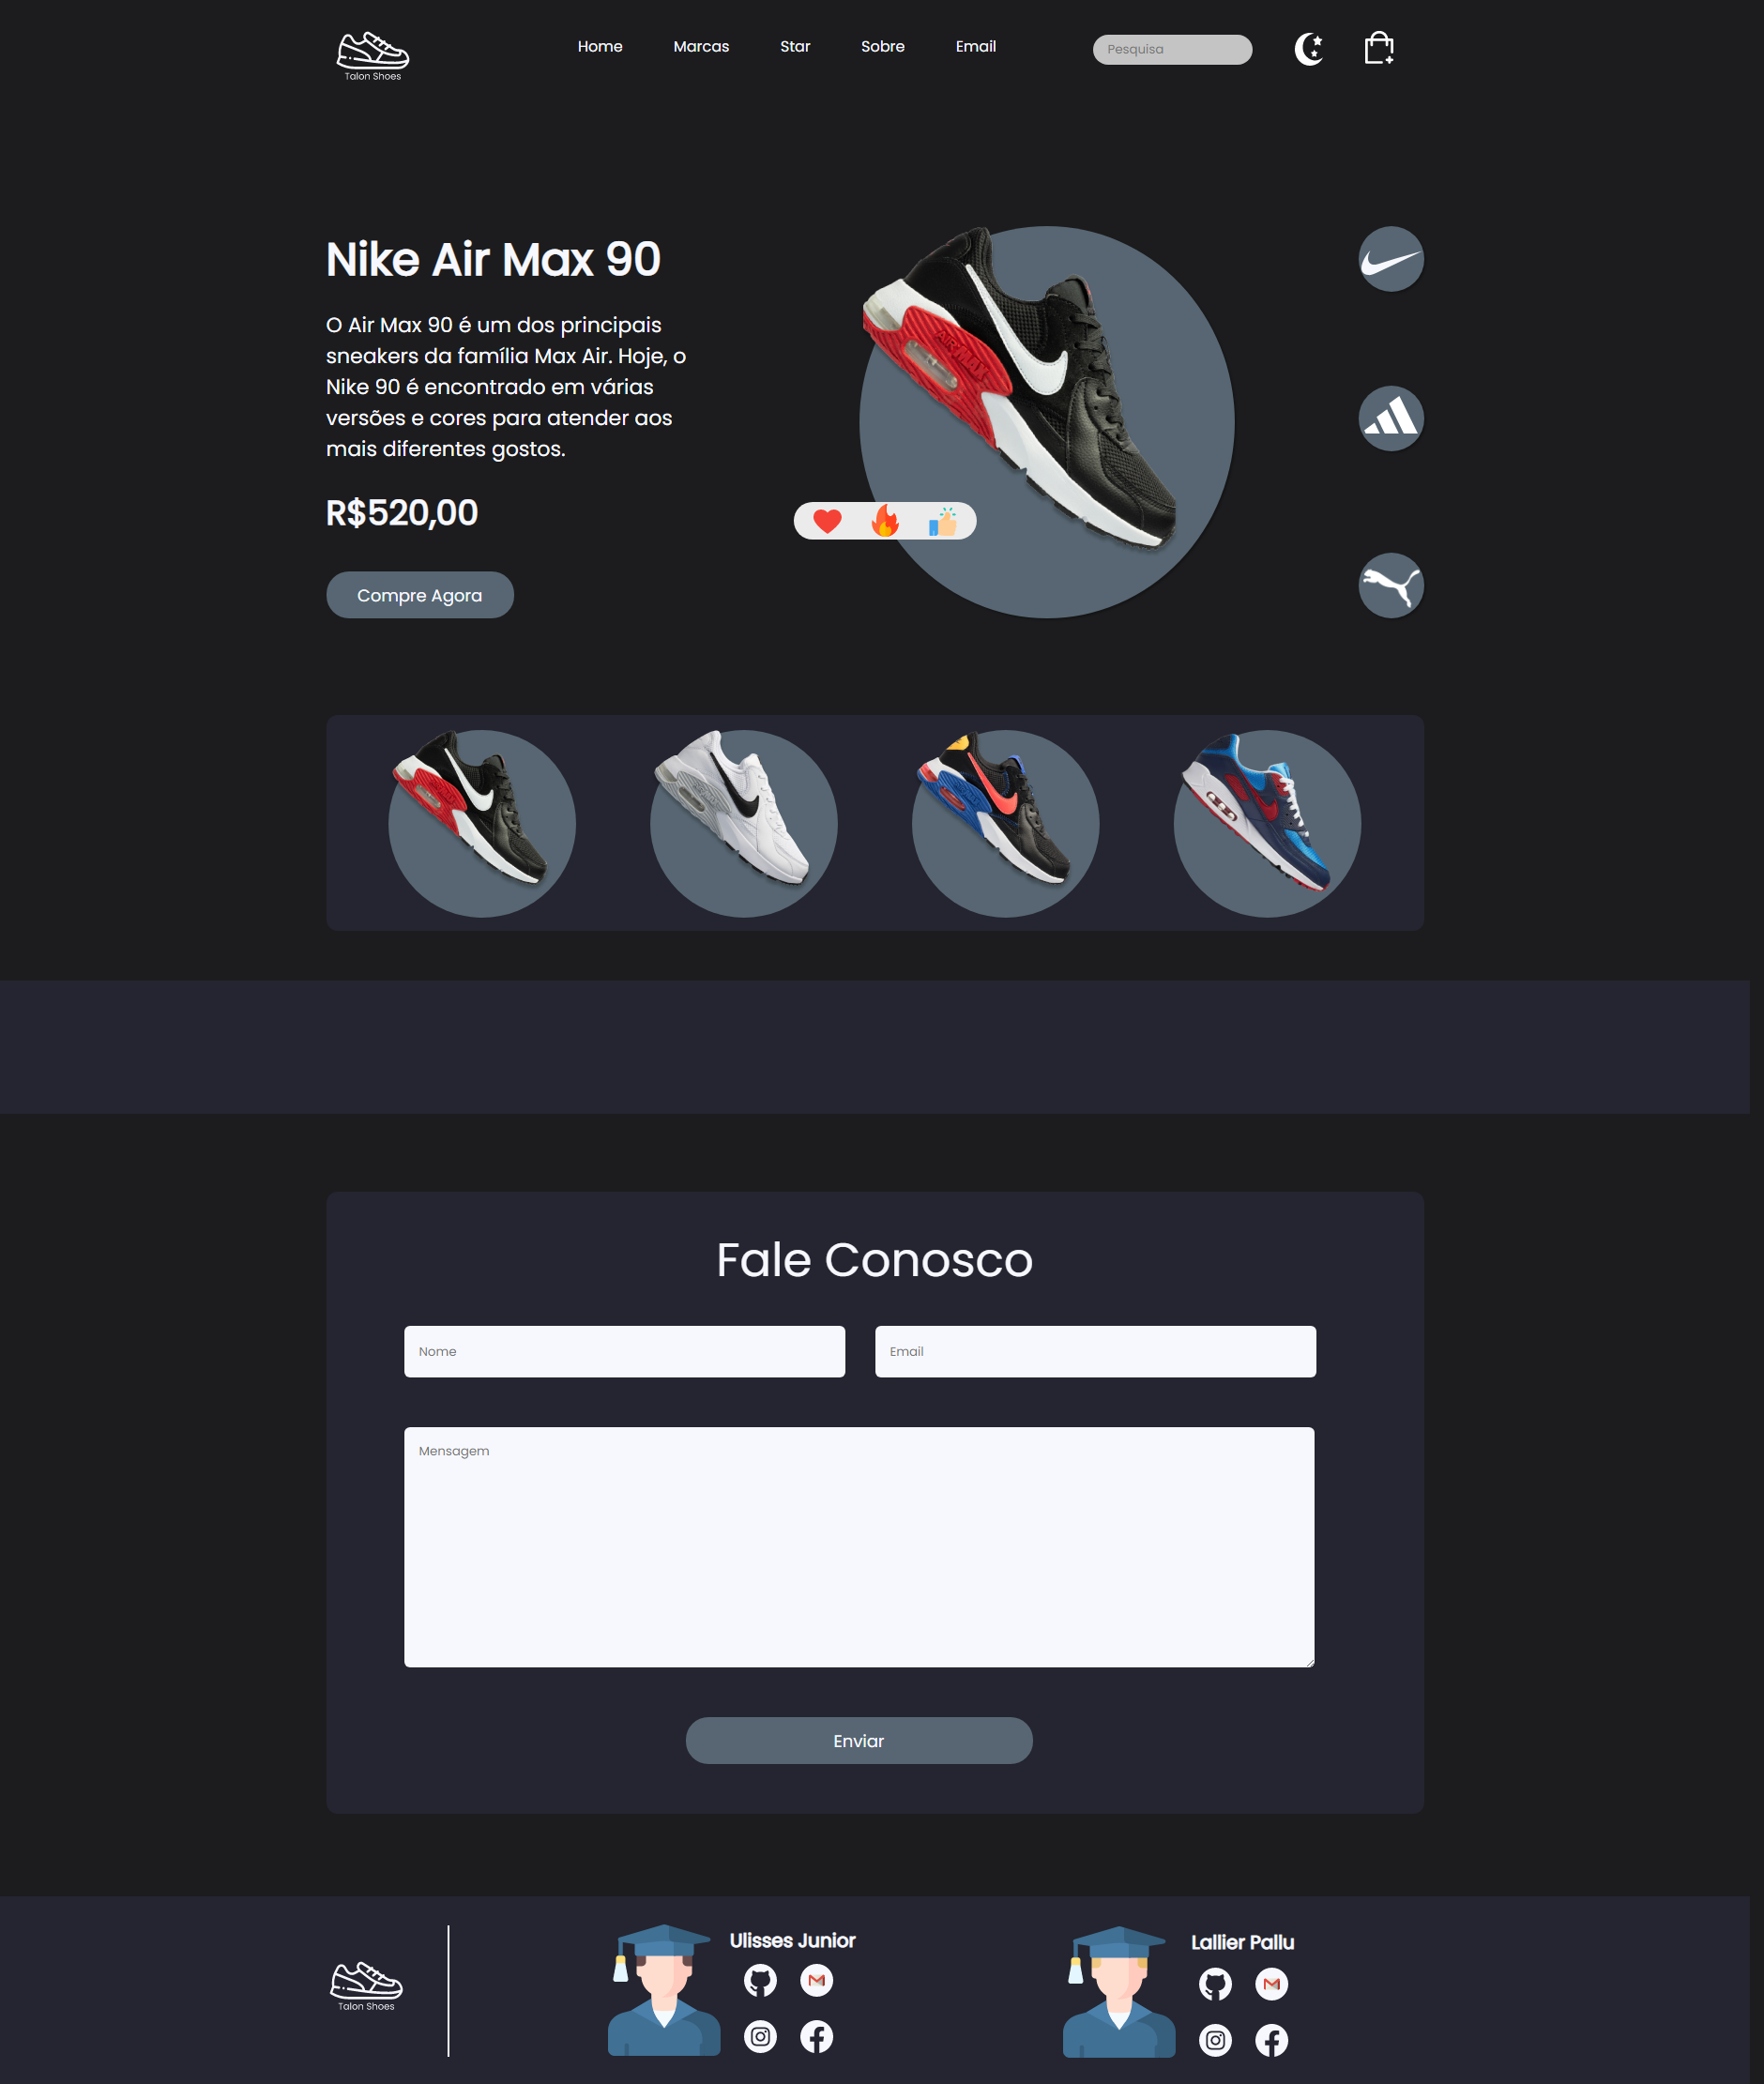 Talon Shoes
Home
Marcas
Star
Sobre
Email
Pesquisa
Nike Air Max 90
O Air Max 90 é um dos principais
sneakers da família Max Air. Hoje, o
Nike 90 é encontrado em várias
versões e cores para atender aos
mais diferentes gostos.
R$520,00
Compre Agora
AIRMAX
Fale Conosco
Nome
Email
Mensagem
Enviar
Talon Shoes
Ulisses Junior
Lallier Pallu